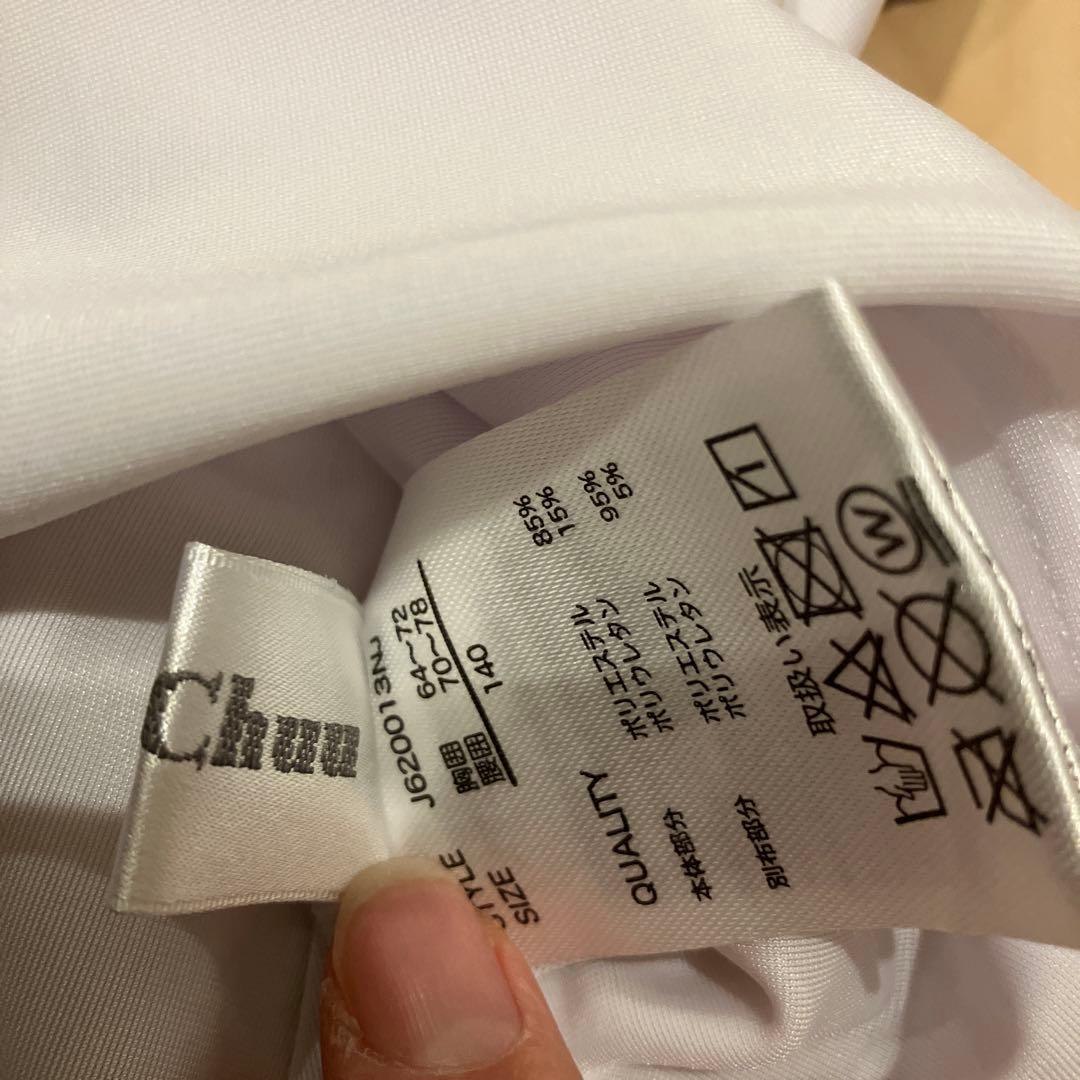 Chuu
STYLE J620013NJ
SIZE
胸囲 64~72
腰囲 70~78
140
QUALITY
本体部分 ポリエステル 85%
ポリウレタン 15%
別布部分 ポリエステル 95%
ポリウレタン 5%
取扱い表示
W